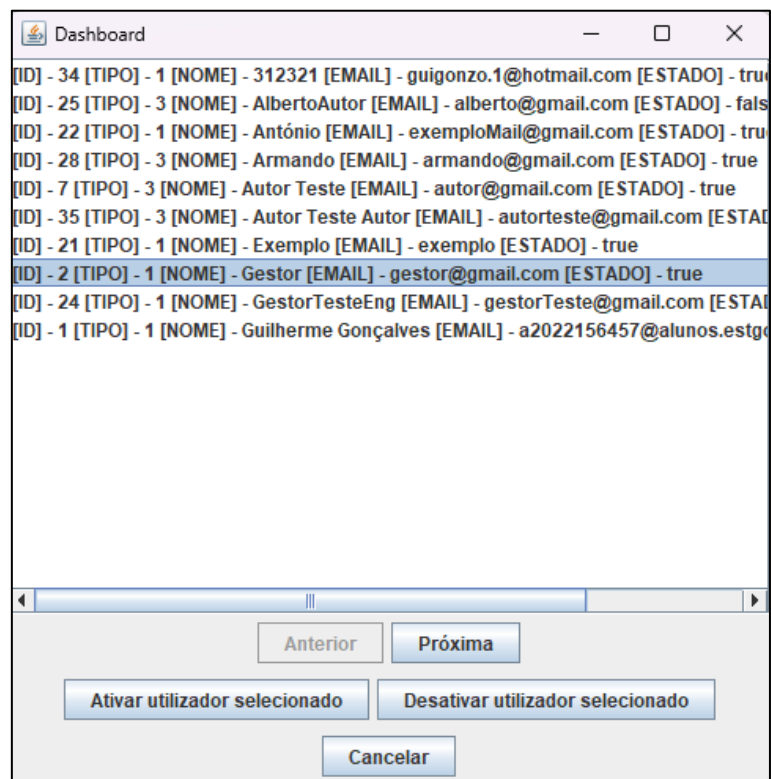 Dashboard
[ID] - 34 [TIPO] - 1 [NOME] - 312321 [EMAIL] - guigonzo.1@hotmail.com [ESTADO] - true
[ID] - 25 [TIPO] - 3 [NOME] - AlbertoAutor [EMAIL] - alberto@gmail.com [ESTADO] - fals
[ID] - 22 [TIPO] - 1 [NOME] - António [EMAIL] - exemploMail@gmail.com [ESTADO] - tru
[ID] - 28 [TIPO] - 3 [NOME] - Armando [EMAIL] - armando@gmail.com [ESTADO] - true
[ID] - 7 [TIPO] - 3 [NOME] - Autor Teste [EMAIL] - autor@gmail.com [ESTADO] - true
[ID] - 35 [TIPO] - 3 [NOME] - Autor Teste Autor [EMAIL] - autorteste@gmail.com [ESTAD
[ID] - 21 [TIPO] - 1 [NOME] - Exemplo [EMAIL] - exemplo [ESTADO] - true
[ID] - 2 [TIPO] - 1 [NOME] - Gestor [EMAIL] - gestor@gmail.com [ESTADO] - true
[ID] - 24 [TIPO] - 1 [NOME] - GestorTesteEng [EMAIL] - gestorTeste@gmail.com [ESTA
[ID] - 1 [TIPO] - 1 [NOME] - Guilherme Gonçalves [EMAIL] - a2022156457@alunos.estg
Anterior Próxima
Ativar utilizador selecionado Desativar utilizador selecionado
Cancelar